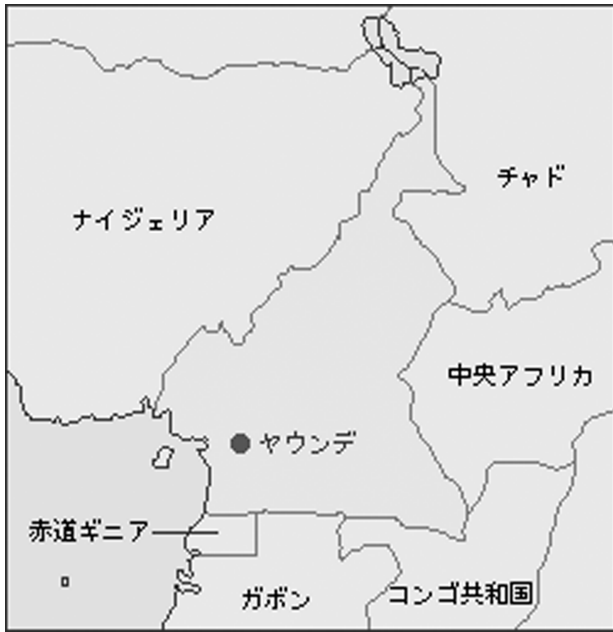 チャド
ナイジェリア
中央アフリカ
ヤウンデ
赤道ギニア
ガボン
コンゴ共和国